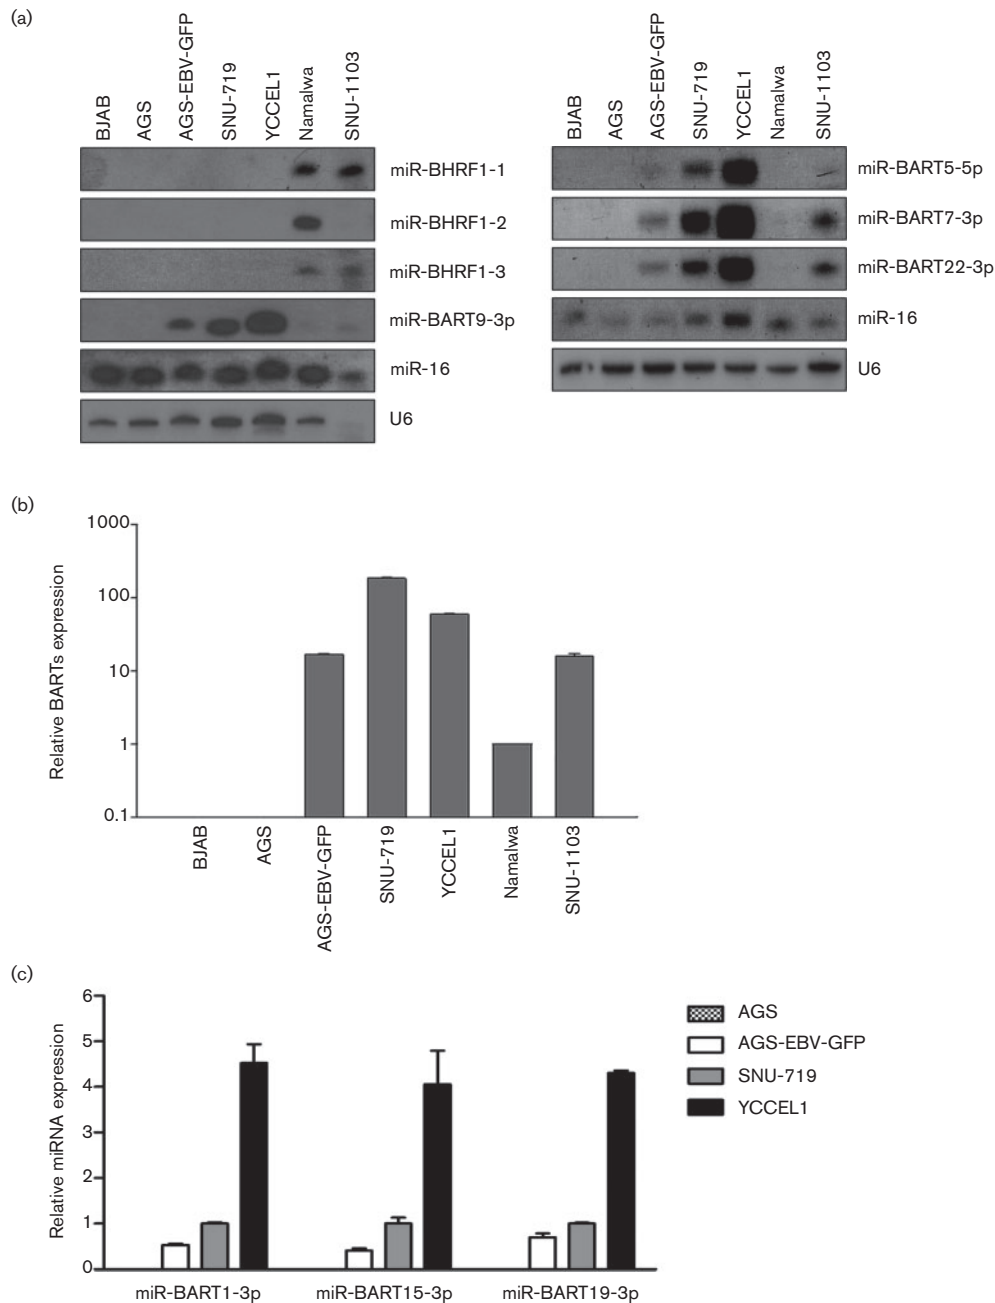 (a)
BJAB
AGS
AGS-EBV-GFP
SNU-719
YCCEL1
Namalwa
SNU-1103
miR-BHRF1-1
miR-BHRF1-2
miR-BHRF1-3
miR-BART9-3p
miR-16
U6
BJAB
AGS
AGS-EBV-GFP
SNU-719
YCCEL1
Namalwa
SNU-1103
miR-BART5-5p
miR-BART7-3p
miR-BART22-3p
miR-16
U6
(b)
Relative BARTs expression
1000
100
10
1
0.1
BJAB
AGS
AGS-EBV-GFP
SNU-719
YCCEL1
Namalwa
SNU-1103
(c)
Relative miRNA expression
6
5
4
3
2
1
0
miR-BART1-3p
miR-BART15-3p
miR-BART19-3p
AGS
AGS-EBV-GFP
SNU-719
YCCEL1